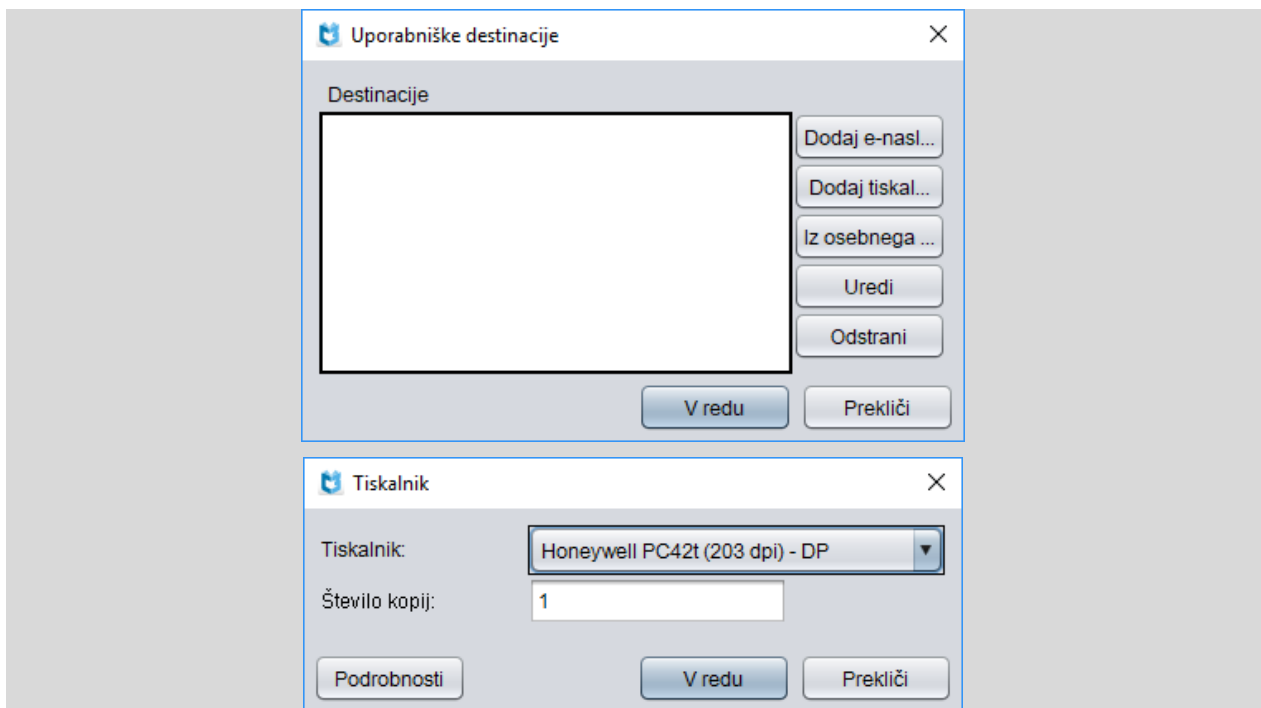 Uporabniške destinacije
Destinacije
Dodaj e-nasl...
Dodaj tiskal...
Iz osebnega ...
Uredi
Odstrani
V redu Prekliči
Tiskalnik
Tiskalnik: Honeywell PC42t (203 dpi) - DP
Število kopij: 1
Podrobnosti V redu Prekliči